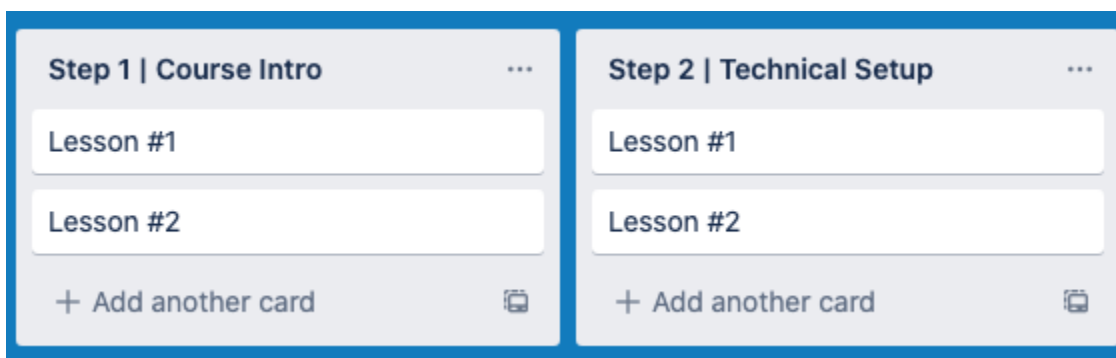 Step 1 | Course Intro
Lesson #1
Lesson #2
+ Add another card
Step 2 | Technical Setup
Lesson #1
Lesson #2
+ Add another card